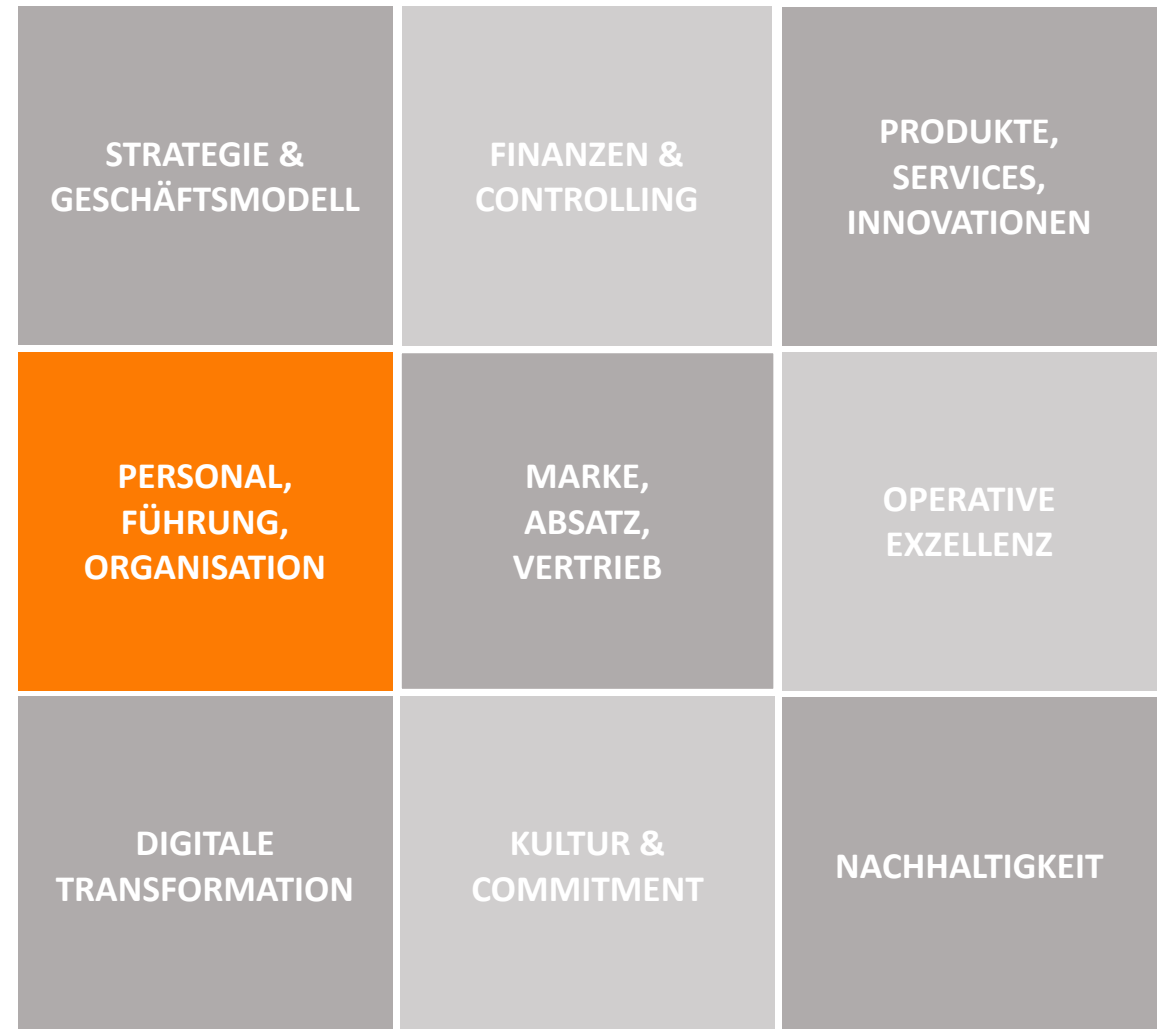 STRATEGIE &
GESCHÄFTSMODELL
FINANZEN &
CONTROLLING
PRODUKTE,
SERVICES,
INNOVATIONEN
PERSONAL,
FÜHRUNG,
ORGANISATION
MARKE,
ABSATZ,
VERTRIEB
OPERATIVE
EXZELLENZ
DIGITALE
TRANSFORMATION
KULTUR &
COMMITMENT
NACHHALTIGKEIT